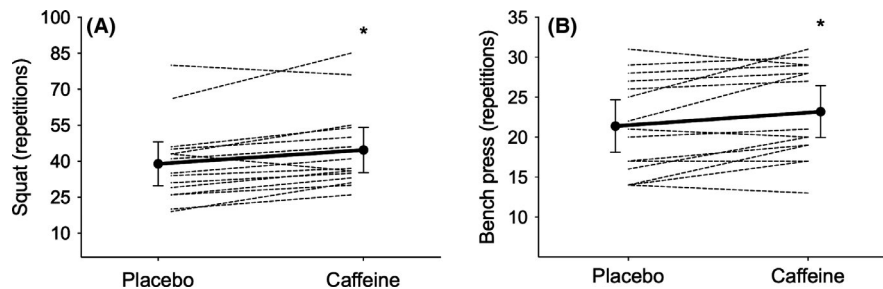 (A)
*
Squat (repetitions)
100
85
70
55
40
25
10
Placebo
Caffeine
(B)
*
Bench press (repetitions)
35
30
25
20
15
10
Placebo
Caffeine